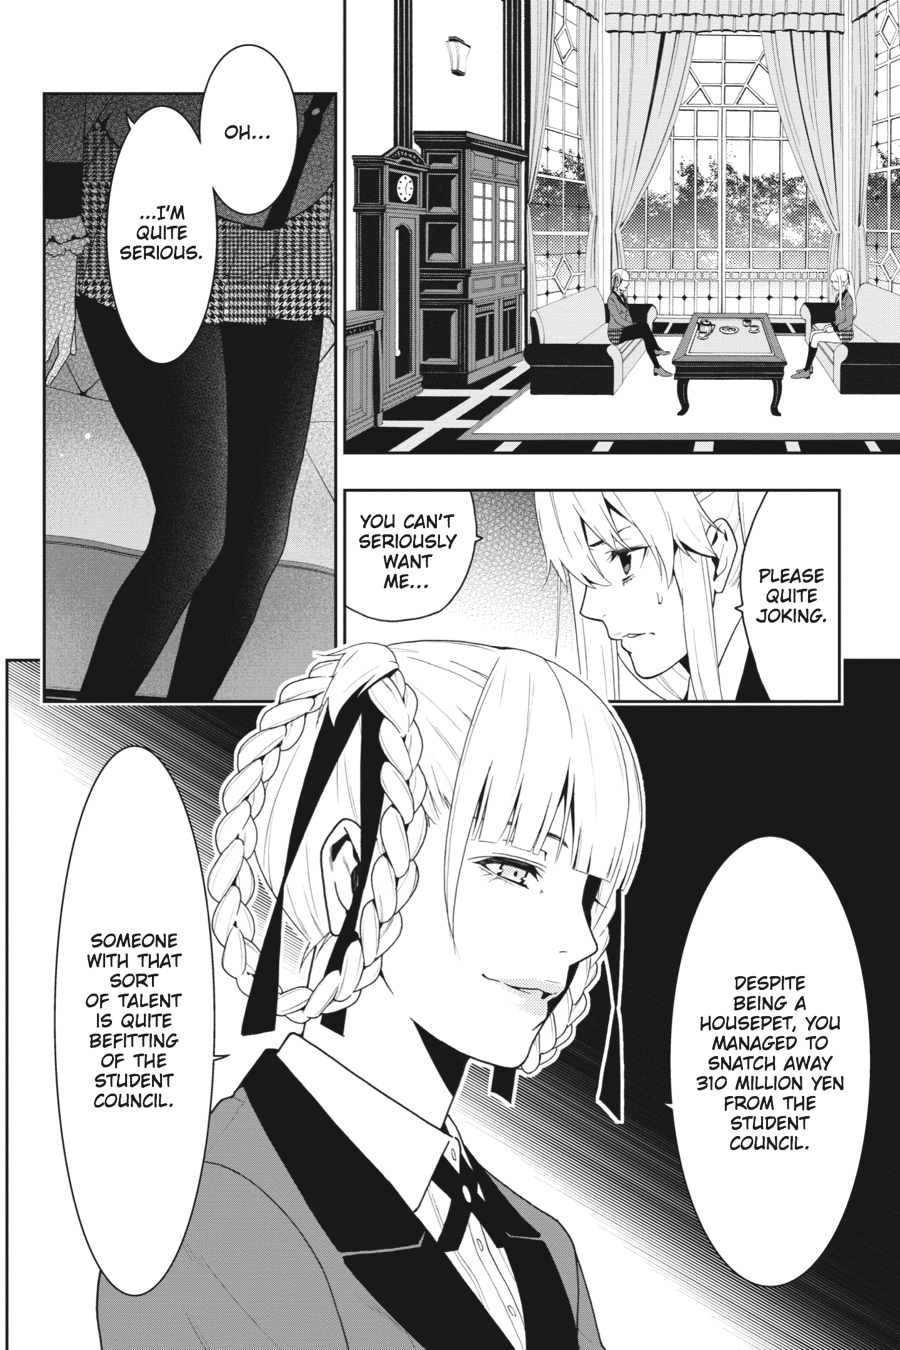 PLEASE
QUITE
JOKING.
YOU CAN'T
SERIOUSLY
WANT
ME...
OH...
...I'M
QUITE
SERIOUS.
DESPITE
BEING A
HOUSEPET, YOU
MANAGED TO
SNATCH AWAY
310 MILLION YEN
FROM THE
STUDENT
COUNCIL.
SOMEONE
WITH THAT
SORT
OF TALENT
IS QUITE
BEFITTING
OF THE
STUDENT
COUNCIL.